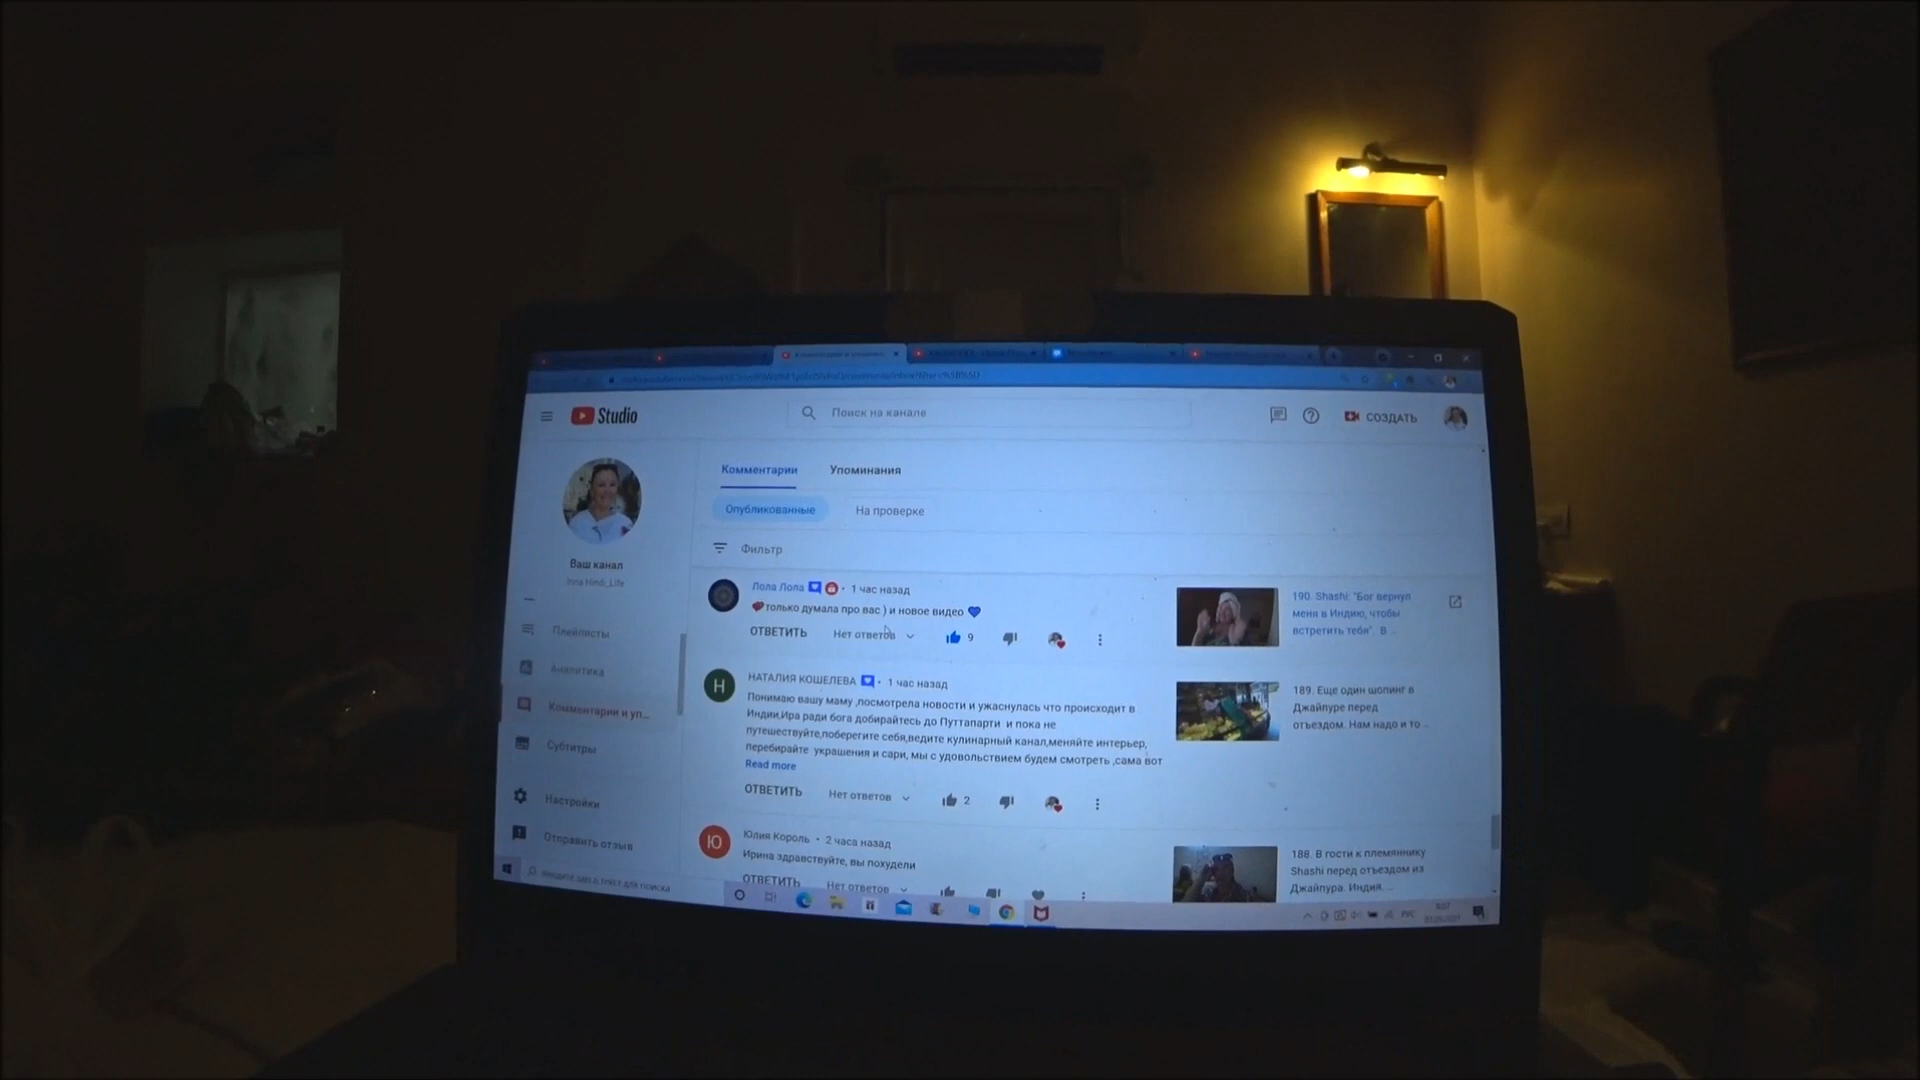 Studio
Поиск на канале
СОЗДАТЬ
Комментарии
Упоминания
Опубликованные
На проверке
Фильтр
Ваш канал
Irina Hindi_Life
Плейлисты
Аналитика
Комментарии и уп...
Субтитры
Настройки
Отправить отзыв
Лола Лола • 1 час назад
только думала про вас ) и новое видео
ОТВЕТИТЬ
Нет ответов
9
190. Shashi: "Бог вернул
меня в Индию, чтобы
встретить тебя". В ...
Н
НАТАЛИЯ КОШЕЛЕВА • 1 час назад
Понимаю вашу маму ,посмотрела новости и ужаснулась что происходит в
Индии,Ира ради бога добирайтесь до Путтапарти и пока не
путешествуйте,поберегите себя,ведите кулинарный канал,меняйте интерьер,
перебирайте украшения и сари, мы с удовольствием будем смотреть ,сама вот
Read more
ОТВЕТИТЬ
Нет ответов
2
189. Еще один шопинг в
Джайпуре перед
отъездом. Нам надо и то ...
Ю
Юлия Король • 2 часа назад
Ирина здравствуйте, вы похудели
ОТВЕТИТЬ
Нет ответов
188. В гости к племяннику
Shashi перед отъездом из
Джайпура. Индия. ...
РУС